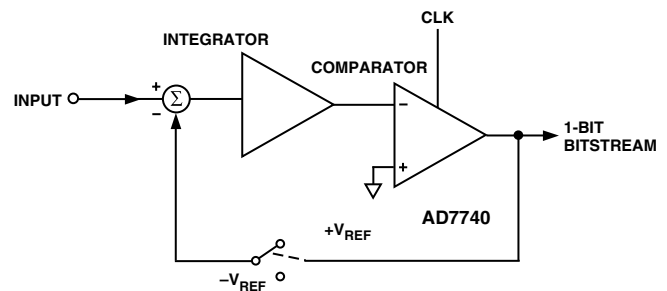 CLK
INTEGRATOR
COMPARATOR
INPUT
+
−
Σ
−
+
1-BIT
BITSTREAM
AD7740
+VREF
−VREF